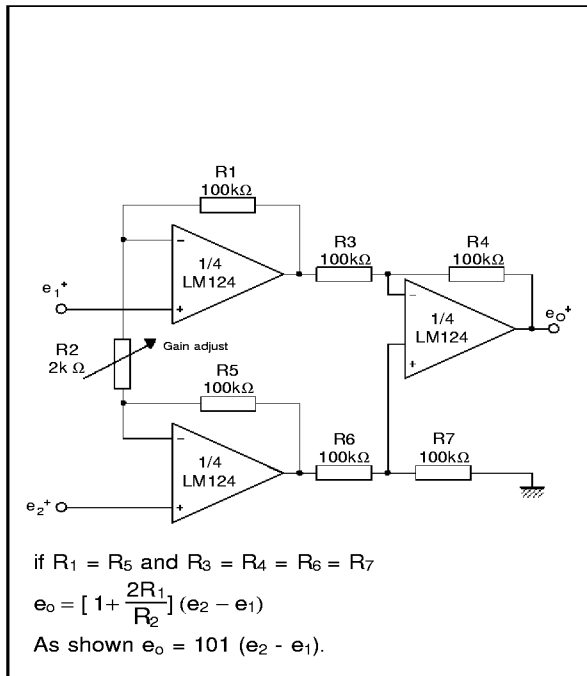 R1
100kΩ
1/4
LM124
e1+
R3
100kΩ
R4
100kΩ
1/4
LM124
eO+
R2
2k Ω
Gain adjust
R5
100kΩ
1/4
LM124
e2+
R6
100kΩ
R7
100kΩ
if R1 = R5 and R3 = R4 = R6 = R7
eo = [ 1+ 2R1/R2 ] (e2 − e1)
As shown eo = 101 (e2 - e1).